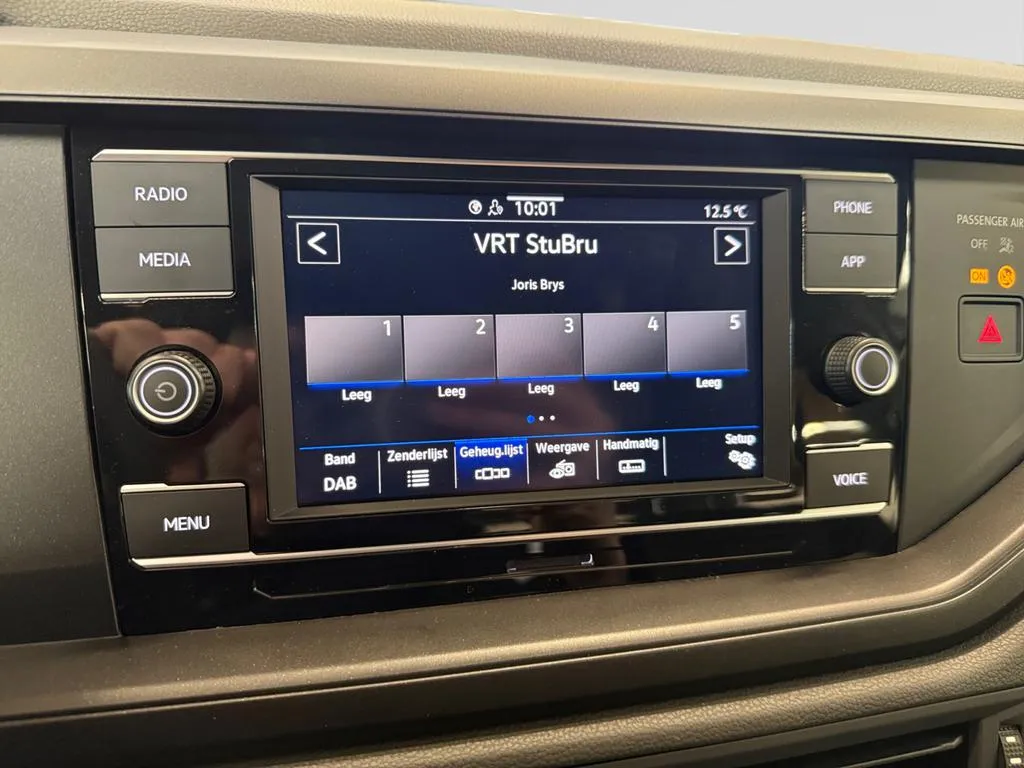 RADIO
MEDIA
MENU
10:01
12.5 °C
VRT StuBru
Joris Brys
1 2 3 4 5
Leeg Leeg Leeg Leeg Leeg
Band Zenderlijst Geheug.lijst Weergave Handmatig Setup
DAB
PHONE
APP
VOICE
PASSENGER AIR
OFF
ON